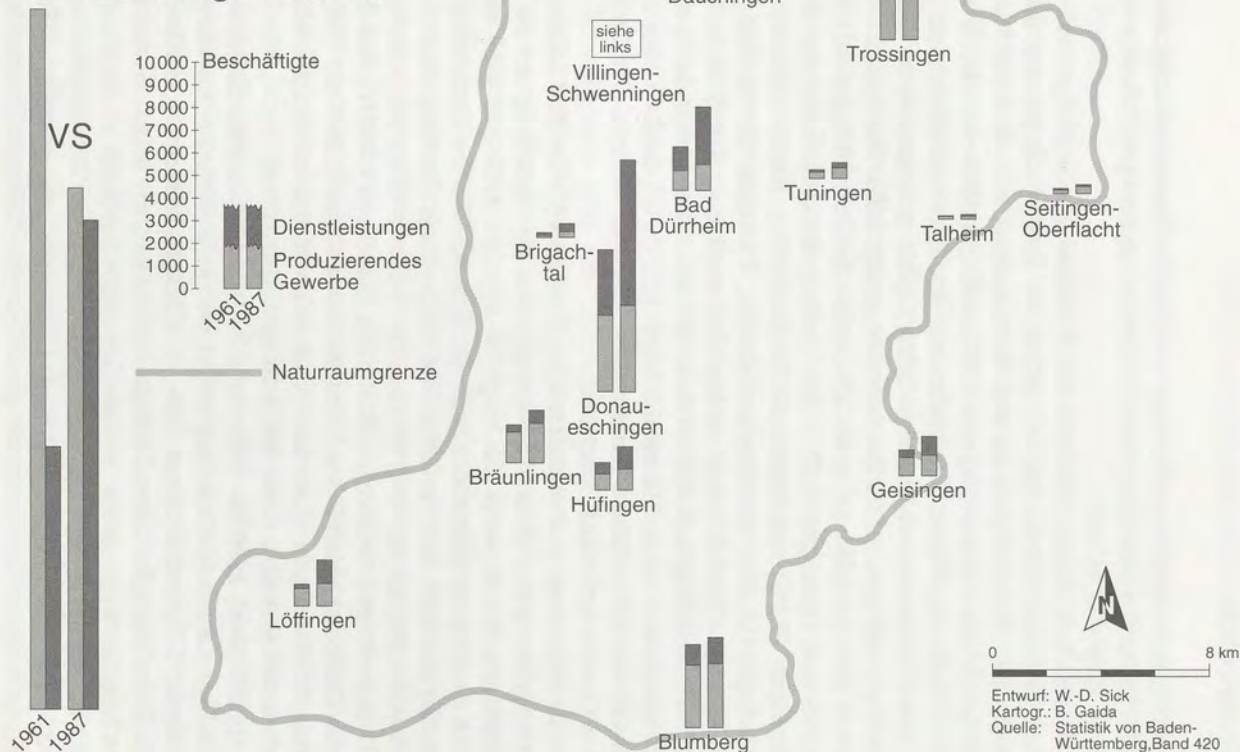 VS
1961
1987
10000
Beschäftigte
9000
8000
7000
6000
5000
4000
3000
2000
1000
0
Dienstleistungen
Produzierendes
Gewerbe
1961
1987
Naturraumgrenze
siehe
links
Villingen-
Schwenningen
Trossingen
Bad
Dürrheim
Tuningen
Brigach-
tal
Talheim
Seitingen-
Oberflacht
Donau-
eschingen
Bräunlingen
Hüfingen
Geisingen
Löffingen
Blumberg
N
0 8 km
Entwurf: W.-D. Sick
Kartogr.: B. Gaida
Quelle: Statistik von Baden-
Württemberg,Band 420